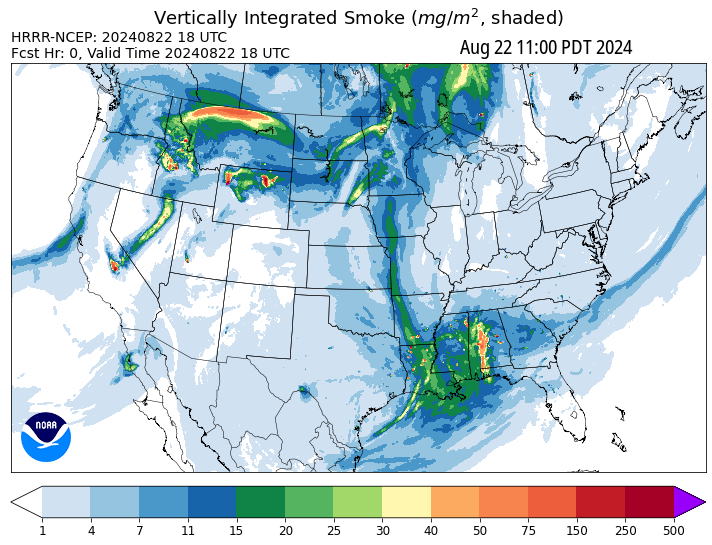 Vertically Integrated Smoke (mg/m², shaded)
HRRR-NCEP: 20240822 18 UTC
Fcst Hr: 0, Valid Time 20240822 18 UTC
Aug 22 11:00 PDT 2024
NOAA
1 4 7 11 15 20 25 30 40 50 75 150 250 500